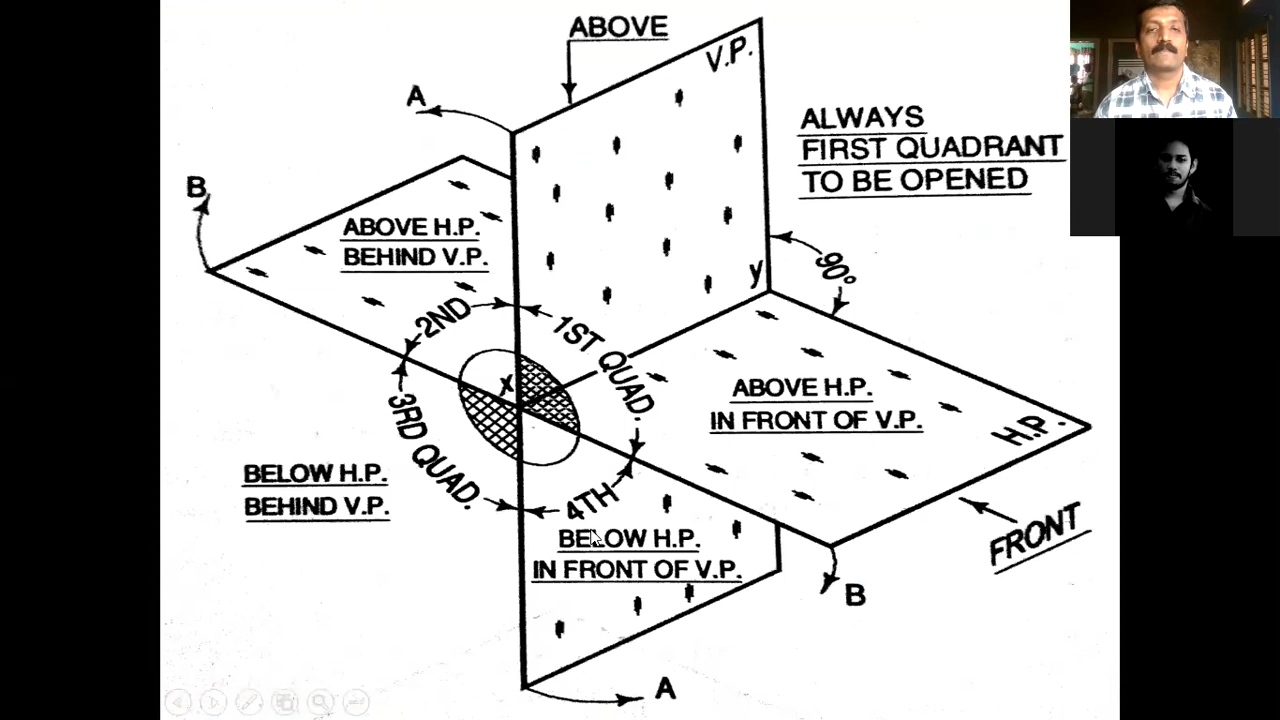 ABOVE
V.P.
A
ALWAYS
FIRST QUADRANT
TO BE OPENED
B
ABOVE H.P.
BEHIND V.P.
y
90°
2ND
1ST QUAD.
x
ABOVE H.P.
IN FRONT OF V.P.
H.P.
3RD QUAD.
BELOW H.P.
BEHIND V.P.
4TH
BELOW H.P.
IN FRONT OF V.P.
FRONT
B
A